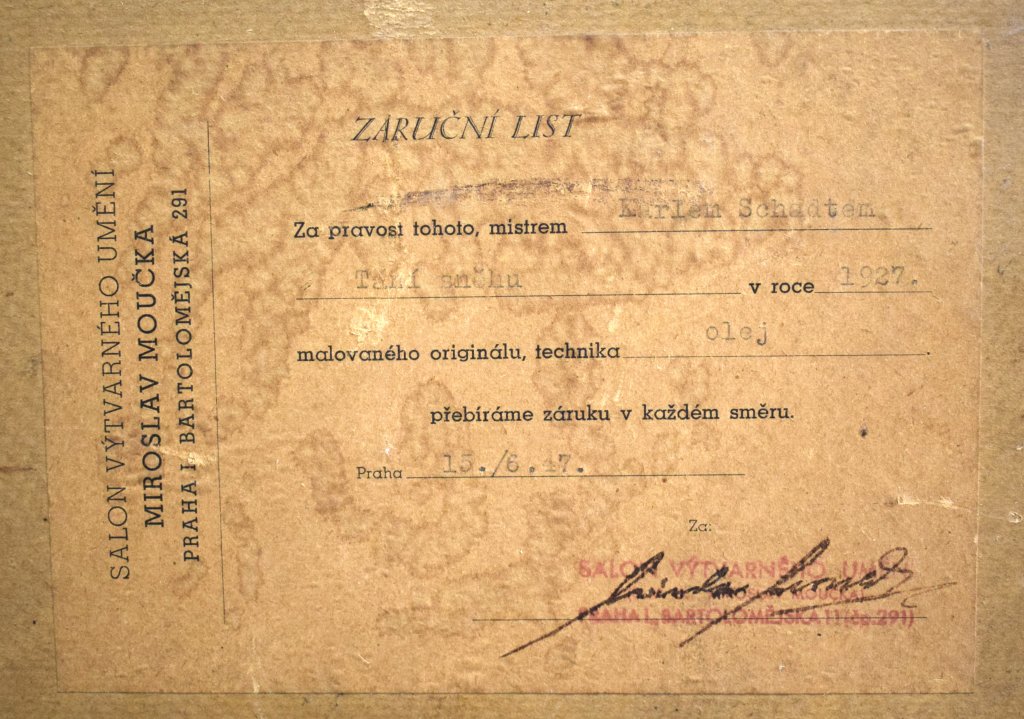 SALON VÝTVARNÉHO UMĚNÍ
MIROSLAV MOUČKA
PRAHA I, BARTOLOMĚJSKÁ 291
ZÁRUČNÍ LIST
Za pravost tohoto, mistrem Karlem Schadtem
Tání sněhu v roce 1927.
malovaného originálu, technika olej
přebíráme záruku v každém směru.
Praha 15./6.47.
Za:
SALON VÝTVARNÉHO
MOUČKA
PRAHA I, BARTOLOMĚJSKÁ 11 (čp. 291)